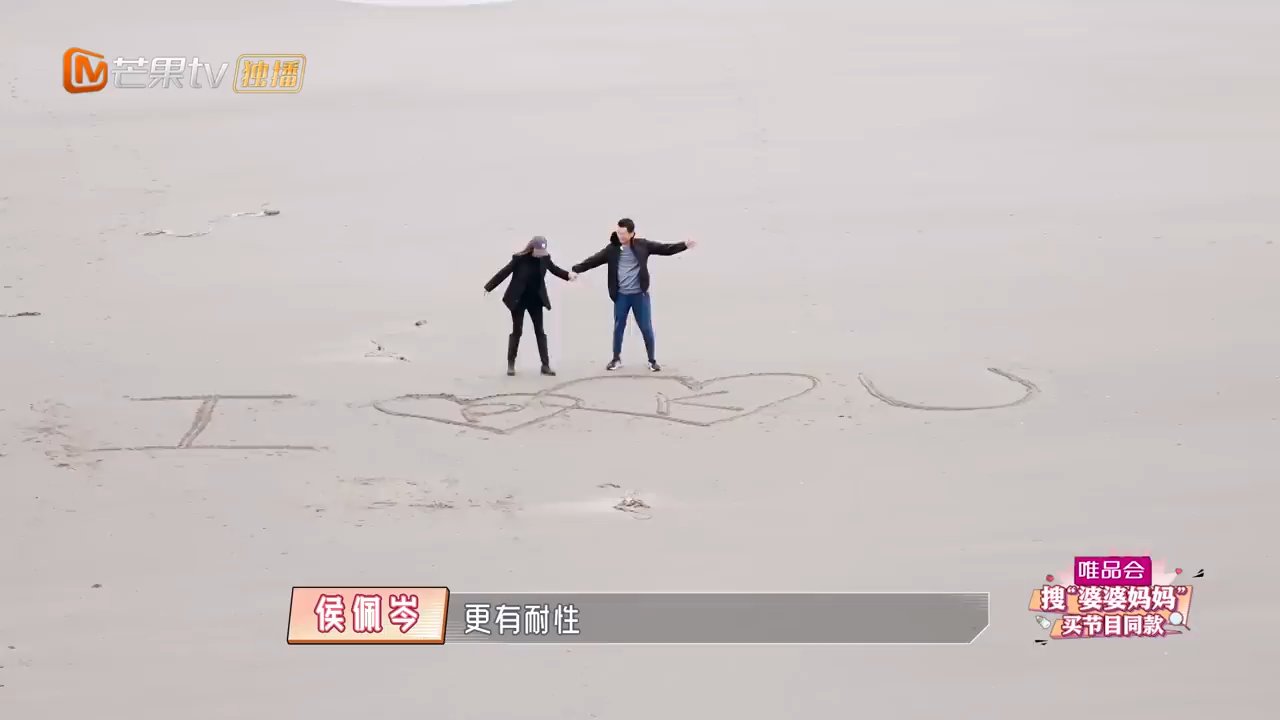 芒果tv 独播
I U
侯佩岑 更有耐性
唯品会
搜“婆婆妈妈”
买节目同款